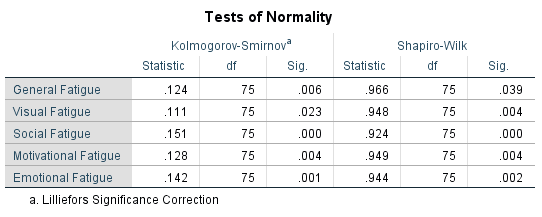 Tests of Normality
Kolmogorov-Smirnovᵃ Shapiro-Wilk
Statistic df Sig. Statistic df Sig.
General Fatigue .124 75 .006 .966 75 .039
Visual Fatigue .111 75 .023 .948 75 .004
Social Fatigue .151 75 .000 .924 75 .000
Motivational Fatigue .128 75 .004 .949 75 .004
Emotional Fatigue .142 75 .001 .944 75 .002
a. Lilliefors Significance Correction